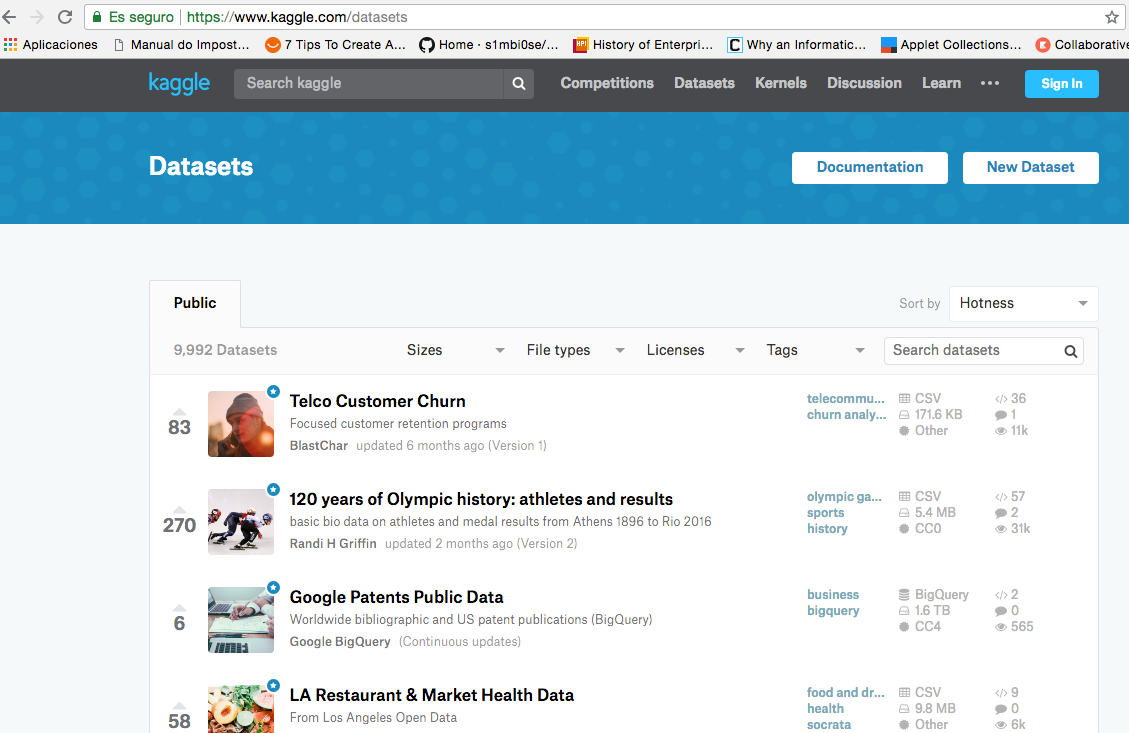 Es seguro https://www.kaggle.com/datasets
Aplicaciones Manual do Impost... 7 Tips To Create A... Home · s1mbi0se/... HPI History of Enterpri... C Why an Informatic... Applet Collections... Collaborative
kaggle Search kaggle Competitions Datasets Kernels Discussion Learn ••• Sign In
Datasets Documentation New Dataset
Public Sort by Hotness
9,992 Datasets Sizes File types Licenses Tags Search datasets
83
Telco Customer Churn
Focused customer retention programs
BlastChar updated 6 months ago (Version 1)
telecommu... CSV 36
churn analy... 171.6 KB 1
Other 11k
270
120 years of Olympic history: athletes and results
basic bio data on athletes and medal results from Athens 1896 to Rio 2016
Randi H Griffin updated 2 months ago (Version 2)
olympic ga... CSV 57
sports 5.4 MB 2
history CC0 31k
6
Google Patents Public Data
Worldwide bibliographic and US patent publications (BigQuery)
Google BigQuery (Continuous updates)
business BigQuery 2
bigquery 1.6 TB 0
CC4 565
58
LA Restaurant & Market Health Data
From Los Angeles Open Data
food and dr... CSV 9
health 9.8 MB 0
socrata Other 6k